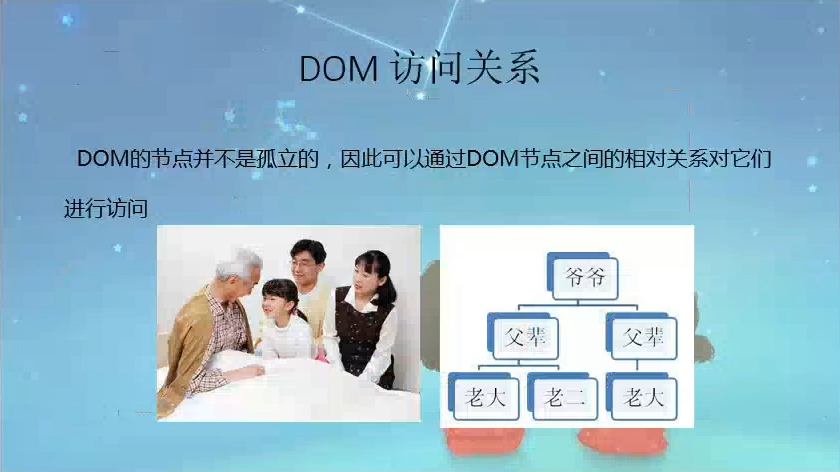 DOM 访问关系
DOM的节点并不是孤立的，因此可以通过DOM节点之间的相对关系对它们
进行访问
爷爷
父辈 父辈
老大 老二 老大